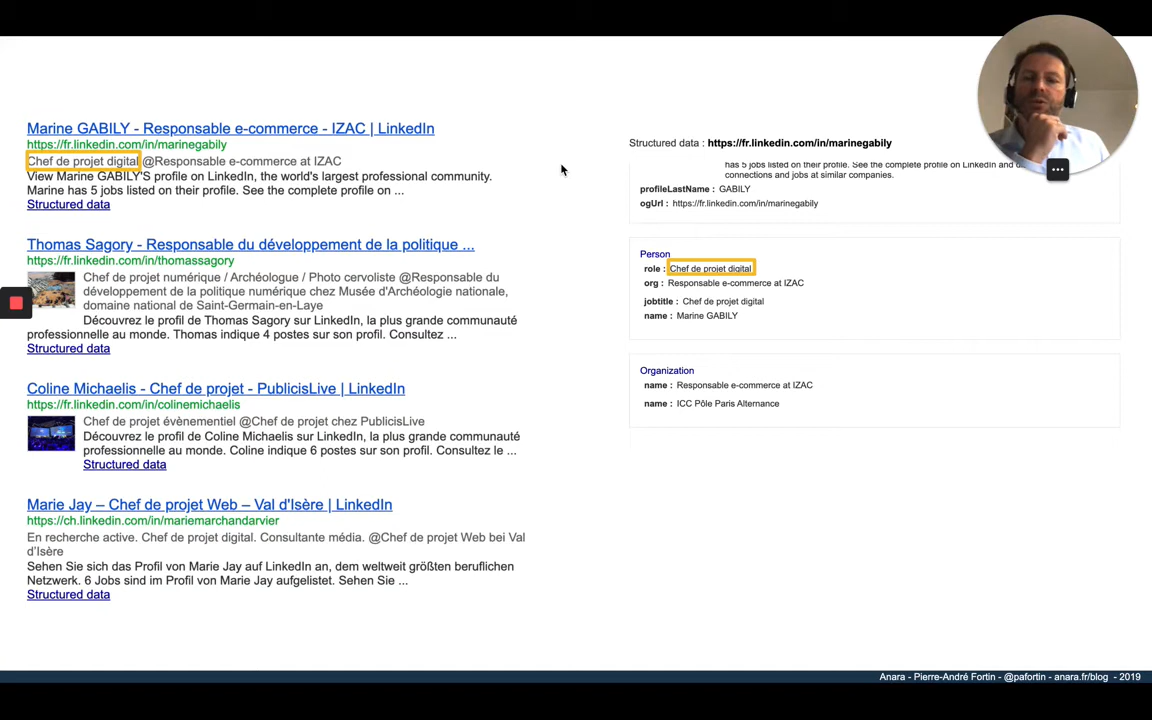 Marine GABILY - Responsable e-commerce - IZAC | LinkedIn
https://fr.linkedin.com/in/marinegabily
Chef de projet digital @Responsable e-commerce at IZAC
View Marine GABILY'S profile on LinkedIn, the world's largest professional community.
Marine has 5 jobs listed on their profile. See the complete profile on ...
Structured data
Thomas Sagory - Responsable du développement de la politique ...
https://fr.linkedin.com/in/thomassagory
Chef de projet numérique / Archéologue / Photo cervoliste @Responsable du
développement de la politique numérique chez Musée d'Archéologie nationale,
domaine national de Saint-Germain-en-Laye
Découvrez le profil de Thomas Sagory sur LinkedIn, la plus grande communauté
professionnelle au monde. Thomas indique 4 postes sur son profil. Consultez ...
Structured data
Coline Michaelis - Chef de projet - PublicisLive | LinkedIn
https://fr.linkedin.com/in/colinemichaelis
Chef de projet évènementiel @Chef de projet chez PublicisLive
Découvrez le profil de Coline Michaelis sur LinkedIn, la plus grande communauté
professionnelle au monde. Coline indique 6 postes sur son profil. Consultez le ...
Structured data
Marie Jay – Chef de projet Web – Val d'Isère | LinkedIn
https://ch.linkedin.com/in/mariemarchandarvier
En recherche active. Chef de projet digital. Consultante média. @Chef de projet Web bei Val
d'Isère
Sehen Sie sich das Profil von Marie Jay auf LinkedIn an, dem weltweit größten beruflichen
Netzwerk. 6 Jobs sind im Profil von Marie Jay aufgelistet. Sehen Sie ...
Structured data
Structured data : https://fr.linkedin.com/in/marinegabily
has 5 jobs listed on their profile. See the complete profile on LinkedIn and
connections and jobs at similar companies.
profileLastName : GABILY
ogUrl : https://fr.linkedin.com/in/marinegabily
Person
role : Chef de projet digital
org : Responsable e-commerce at IZAC
jobtitle : Chef de projet digital
name : Marine GABILY
Organization
name : Responsable e-commerce at IZAC
name : ICC Pôle Paris Alternance
Anara - Pierre-André Fortin - @pafortin - anara.fr/blog - 2019